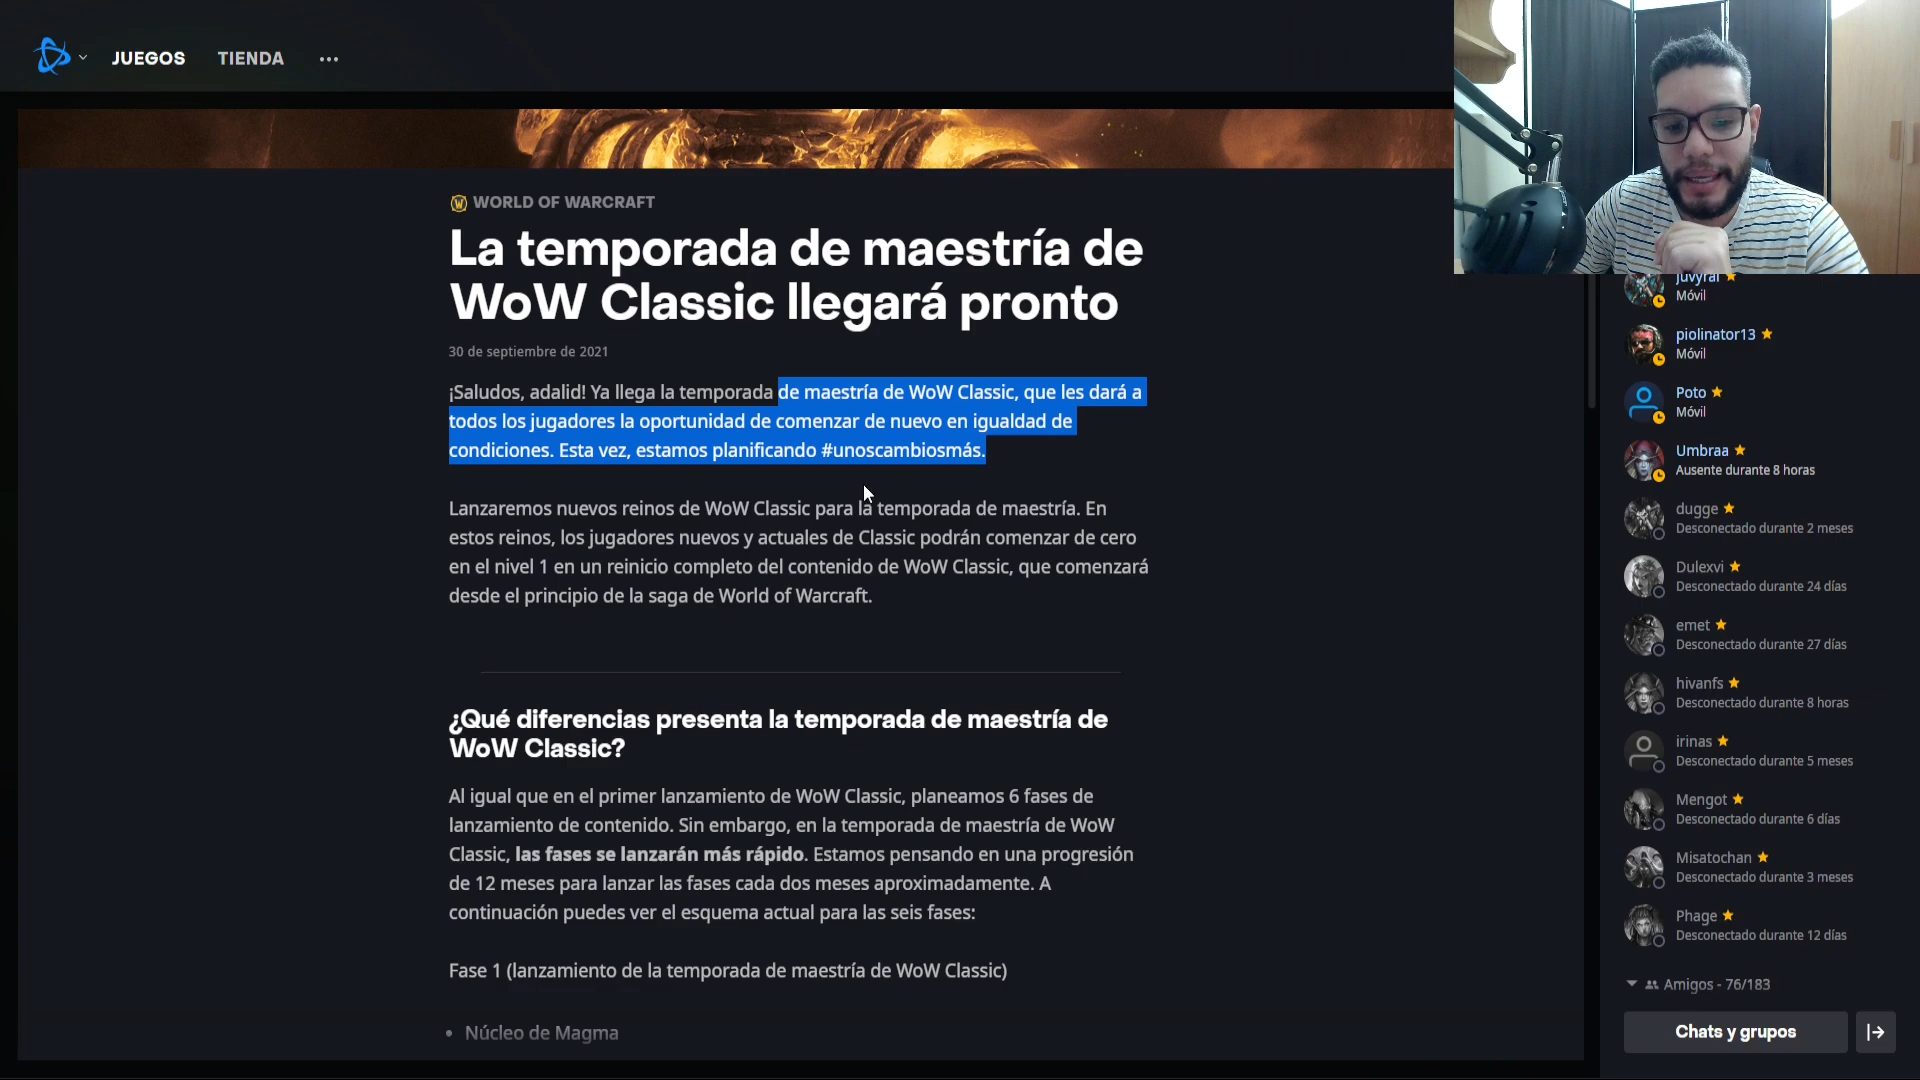 JUEGOS
TIENDA
WORLD OF WARCRAFT
La temporada de maestría de
WoW Classic llegará pronto
30 de septiembre de 2021
¡Saludos, adalid! Ya llega la temporada de maestría de WoW Classic, que les dará a
todos los jugadores la oportunidad de comenzar de nuevo en igualdad de
condiciones. Esta vez, estamos planificando #unoscambiosmás.
Lanzaremos nuevos reinos de WoW Classic para la temporada de maestría. En
estos reinos, los jugadores nuevos y actuales de Classic podrán comenzar de cero
en el nivel 1 en un reinicio completo del contenido de WoW Classic, que comenzará
desde el principio de la saga de World of Warcraft.
¿Qué diferencias presenta la temporada de maestría de
WoW Classic?
Al igual que en el primer lanzamiento de WoW Classic, planeamos 6 fases de
lanzamiento de contenido. Sin embargo, en la temporada de maestría de WoW
Classic, las fases se lanzarán más rápido. Estamos pensando en una progresión
de 12 meses para lanzar las fases cada dos meses aproximadamente. A
continuación puedes ver el esquema actual para las seis fases:
Fase 1 (lanzamiento de la temporada de maestría de WoW Classic)
• Núcleo de Magma
Móvil
piolinator13
Móvil
Poto
Móvil
Umbraa
Ausente durante 8 horas
dugge
Desconectado durante 2 meses
Dulexvi
Desconectado durante 24 días
emet
Desconectado durante 27 días
hivanfs
Desconectado durante 8 horas
irinas
Desconectado durante 5 meses
Mengot
Desconectado durante 6 días
Misatochan
Desconectado durante 3 meses
Phage
Desconectado durante 12 días
Amigos - 76/183
Chats y grupos